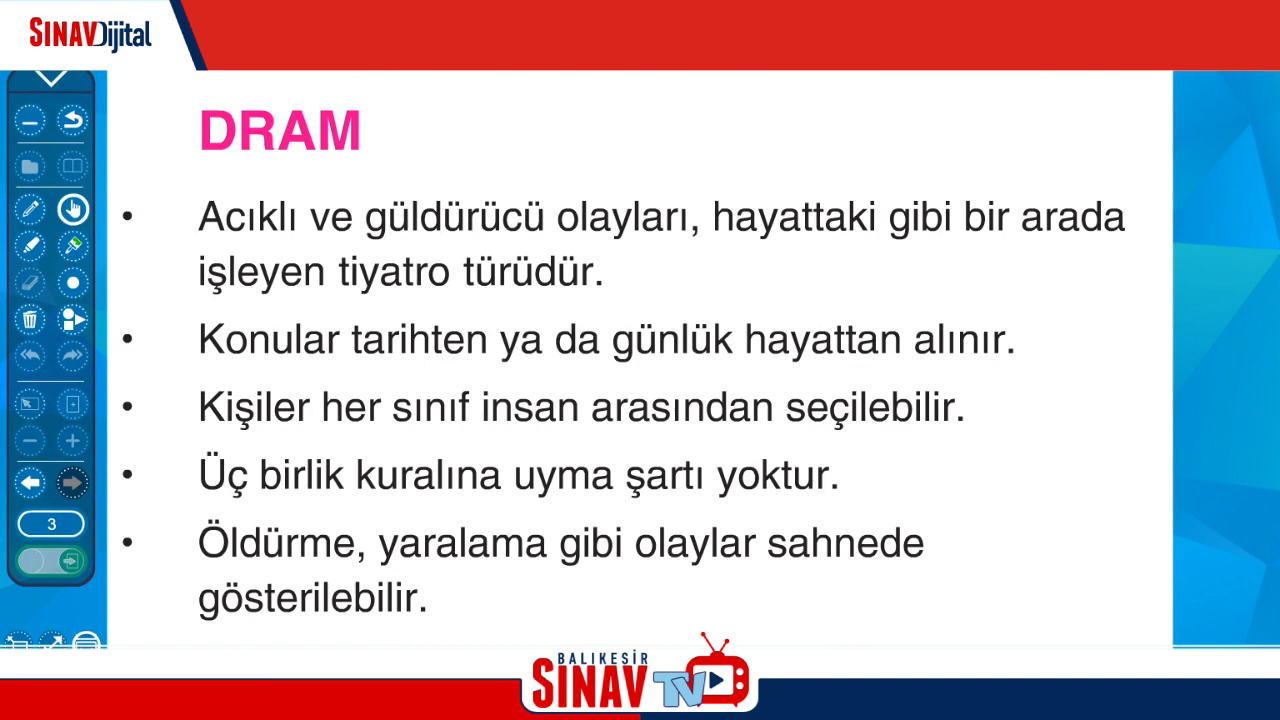 SINAVDijital
DRAM
• Acıklı ve güldürücü olayları, hayattaki gibi bir arada
işleyen tiyatro türüdür.
• Konular tarihten ya da günlük hayattan alınır.
• Kişiler her sınıf insan arasından seçilebilir.
• Üç birlik kuralına uyma şartı yoktur.
• Öldürme, yaralama gibi olaylar sahnede
gösterilebilir.
3
BALIKESİR
SINAV TV